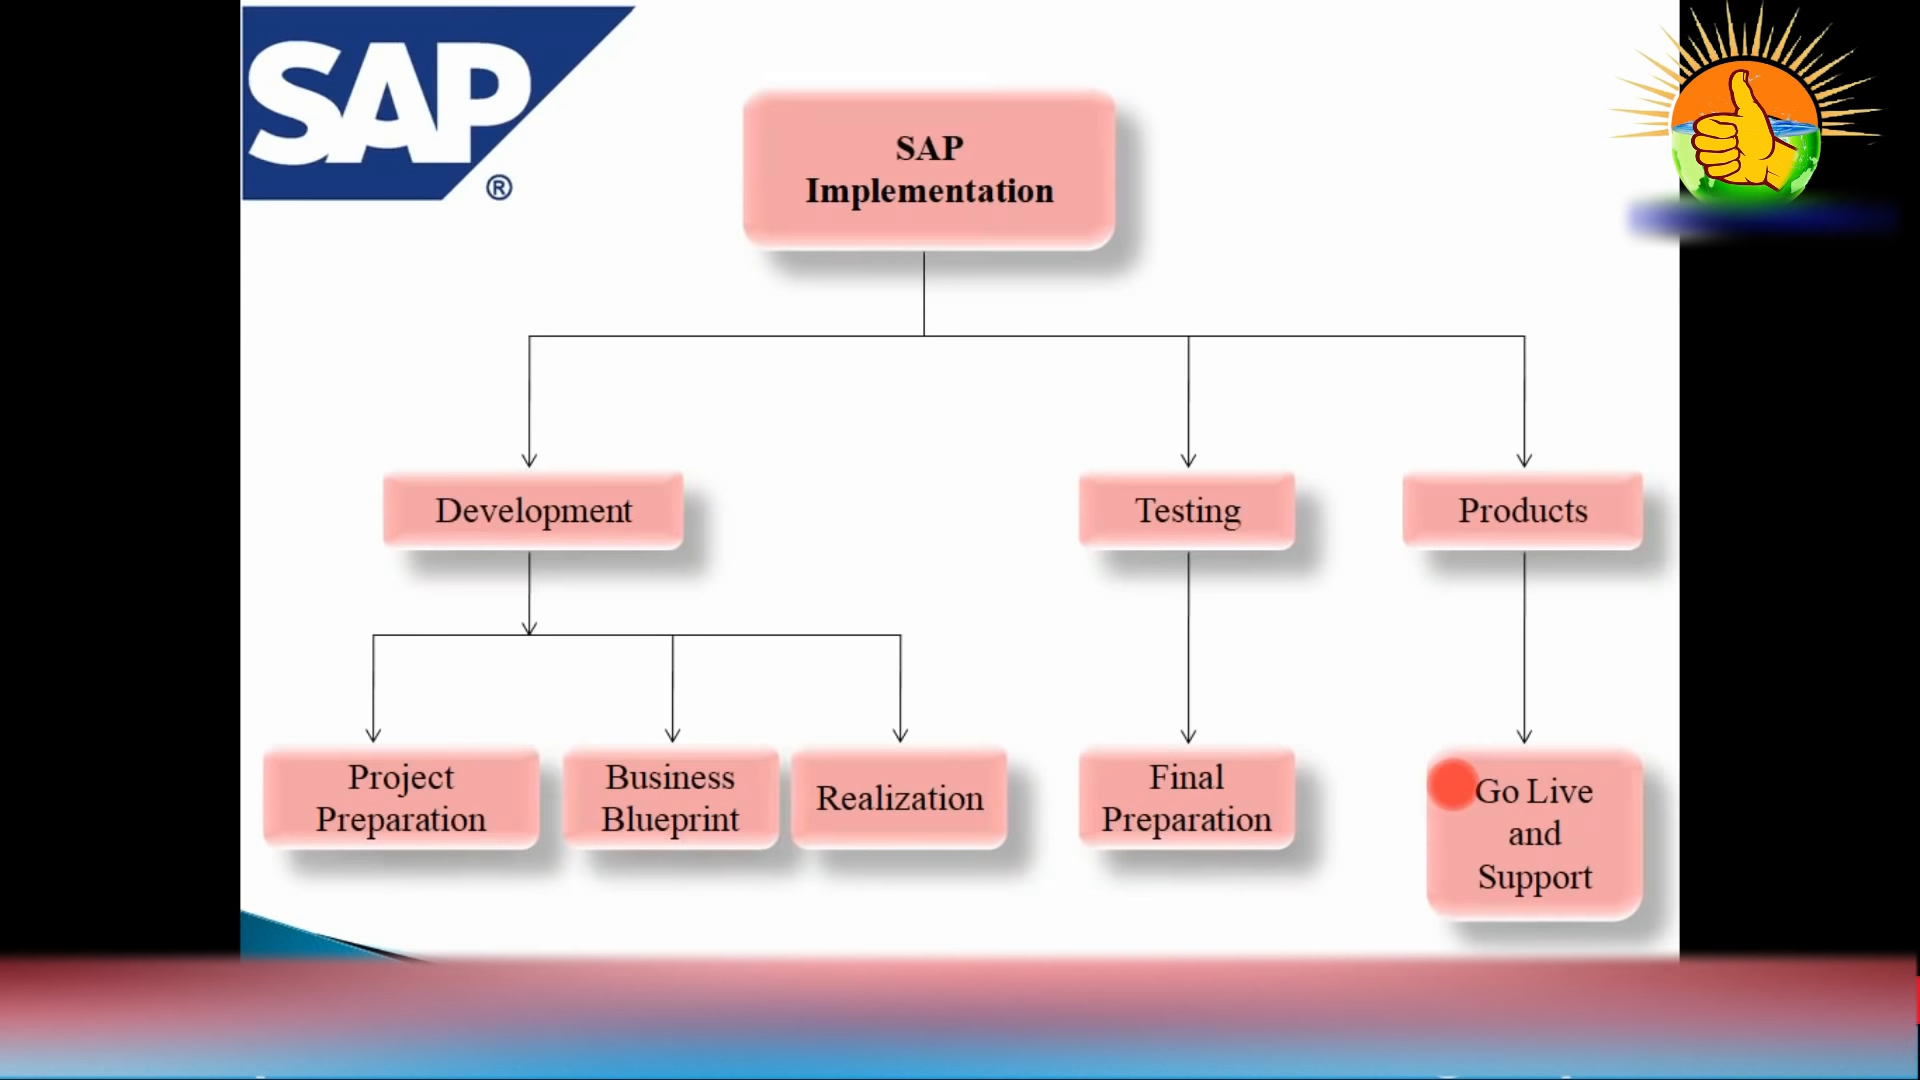 SAP
®
SAP
Implementation
Development
Testing
Products
Project
Preparation
Business
Blueprint
Realization
Final
Preparation
Go Live
and
Support